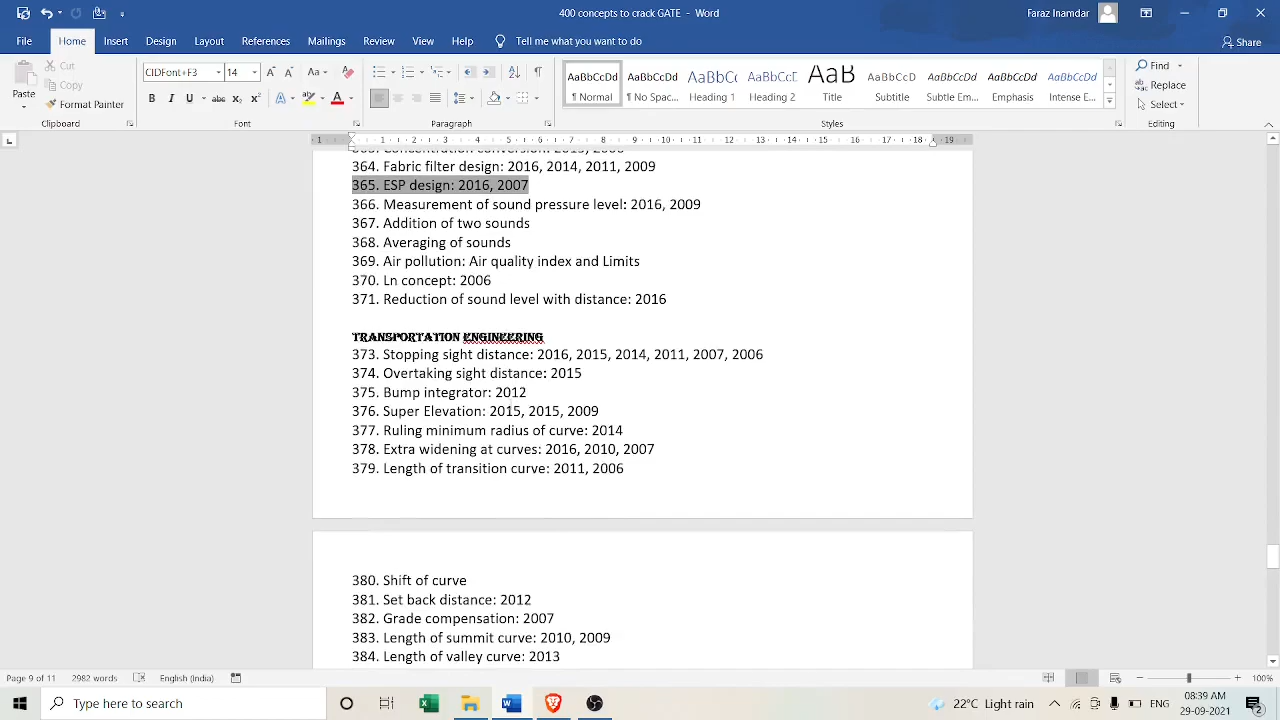 400 concepts crack GATE - Word
Faraz Inamdar
File Home Insert Draw Design Layout References Mailings Review View Help Tell me what you want to do Share
Paste Cut Copy Format Painter
CIDFont+F3 14
AaBbCcDd AaBbCcDd AaBbCc AaBbCcDd AaB AaBbCcDd AaBbCcDd AaBbCcDd AaBbCcDd
¶ Normal ¶ No Spac... Heading 1 Heading 2 Title Subtitle Subtle Em... Emphasis Intense E...
Find Replace Select
Clipboard Font Paragraph Styles Editing
364. Fabric filter design: 2016, 2014, 2011, 2009
365. ESP design: 2016, 2007
366. Measurement of sound pressure level: 2016, 2009
367. Addition of two sounds
368. Averaging of sounds
369. Air pollution: Air quality index and Limits
370. Ln concept: 2006
371. Reduction of sound level with distance: 2016
TRANSPORTATION ENGINEERING
373. Stopping sight distance: 2016, 2015, 2014, 2011, 2007, 2006
374. Overtaking sight distance: 2015
375. Bump integrator: 2012
376. Super Elevation: 2015, 2015, 2009
377. Ruling minimum radius of curve: 2014
378. Extra widening at curves: 2016, 2010, 2007
379. Length of transition curve: 2011, 2006
380. Shift of curve
381. Set back distance: 2012
382. Grade compensation: 2007
383. Length of summit curve: 2010, 2009
384. Length of valley curve: 2013
Page 9 of 11 2982 words English (India) 100%
Type here to search
22°C Light rain ENG 08:39 AM
29-09-2021